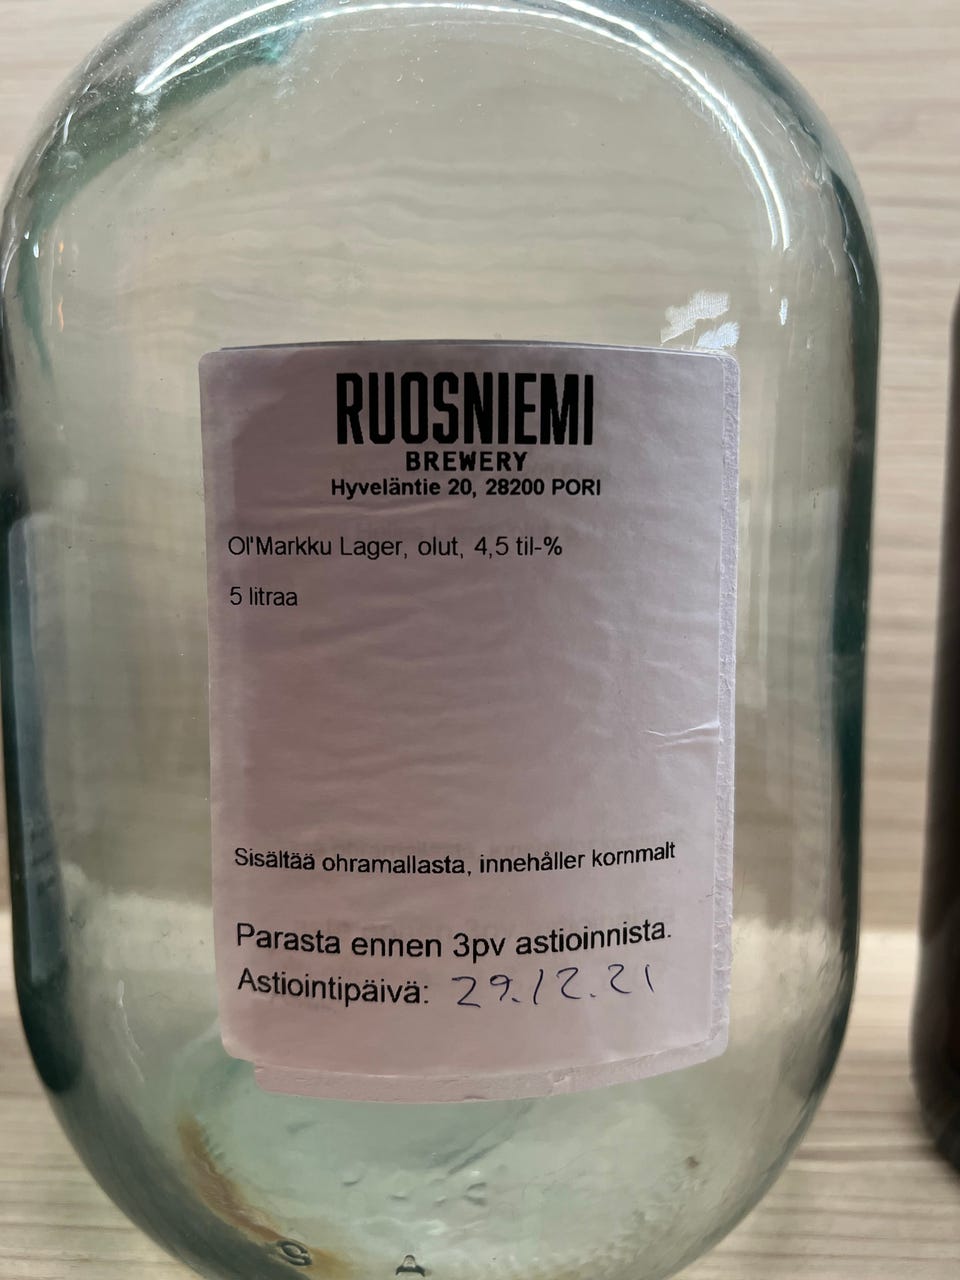 RUOSNIEMI
BREWERY
Hyveläntie 20, 28200 PORI
Ol'Markku Lager, olut, 4,5 til-%
5 litraa
Sisältää ohramallasta, innehåller kornmalt
Parasta ennen 3pv astioinnista.
Astiointipäivä: 29.12.21
S A